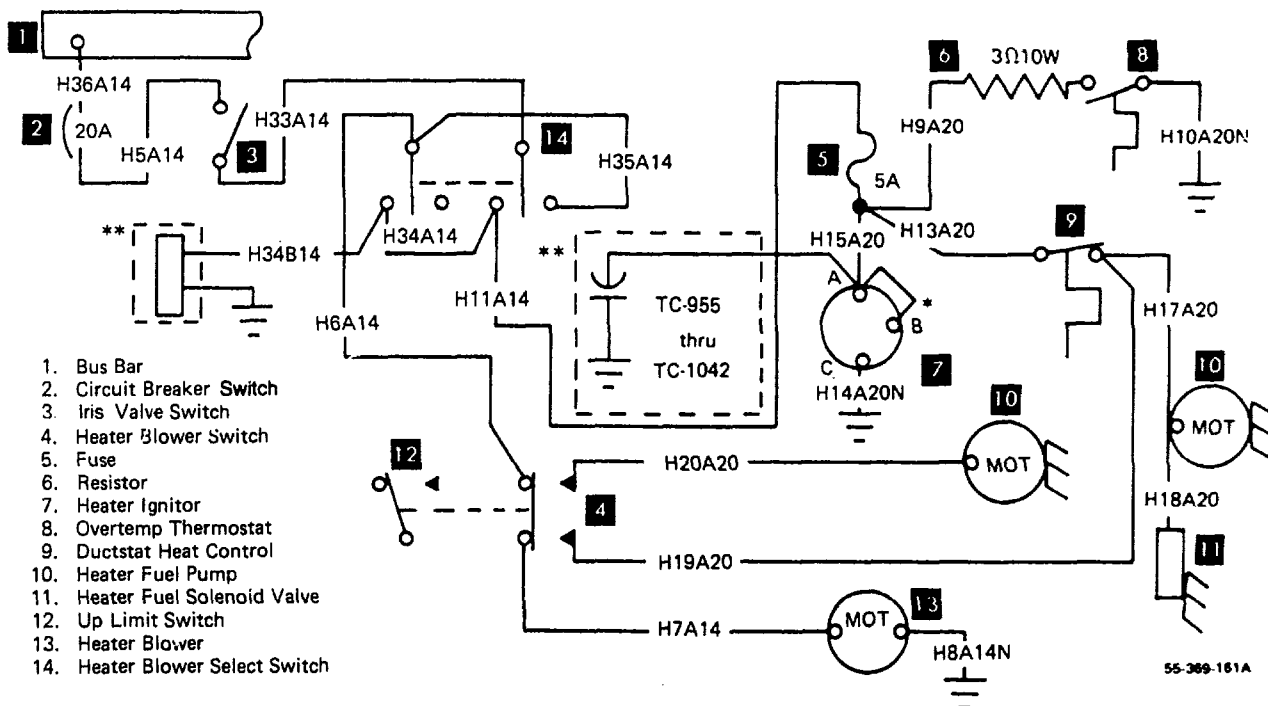 1
H36A14
2
20A
H5A14
3
H33A14
14
H35A14
5
5A
6
3Ω10W
8
H9A20
H10A20N
9
**
H34B14
H34A14
**
H15A20
H13A20
H11A14
H6A14
TC-955
thru
TC-1042
A
*
B
C
7
H14A20N
H17A20
10
MOT
1. Bus Bar
2. Circuit Breaker Switch
3. Iris Valve Switch
4. Heater Blower Switch
5. Fuse
6. Resistor
7. Heater Ignitor
8. Overtemp Thermostat
9. Ductstat Heat Control
10. Heater Fuel Pump
11. Heater Fuel Solenoid Valve
12. Up Limit Switch
13. Heater Blower
14. Heater Blower Select Switch
12
4
H20A20
10
MOT
H18A20
11
H19A20
H7A14
MOT
13
H8A14N
55-369-161A